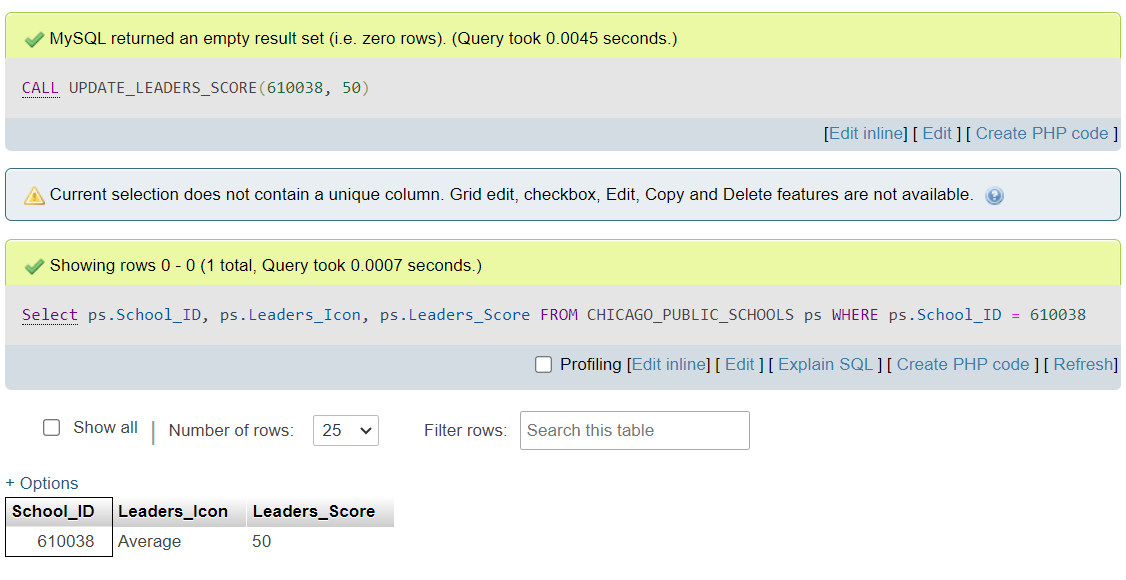 MySQL returned an empty result set (i.e. zero rows). (Query took 0.0045 seconds.)
CALL UPDATE_LEADERS_SCORE(610038, 50)
[Edit inline] [ Edit ] [ Create PHP code ]
Current selection does not contain a unique column. Grid edit, checkbox, Edit, Copy and Delete features are not available.
Showing rows 0 - 0 (1 total, Query took 0.0007 seconds.)
Select ps.School_ID, ps.Leaders_Icon, ps.Leaders_Score FROM CHICAGO_PUBLIC_SCHOOLS ps WHERE ps.School_ID = 610038
Profiling [Edit inline] [ Edit ] [ Explain SQL ] [ Create PHP code ] [ Refresh]
Show all | Number of rows: 25 Filter rows: Search this table
+ Options
School_ID Leaders_Icon Leaders_Score
610038 Average 50